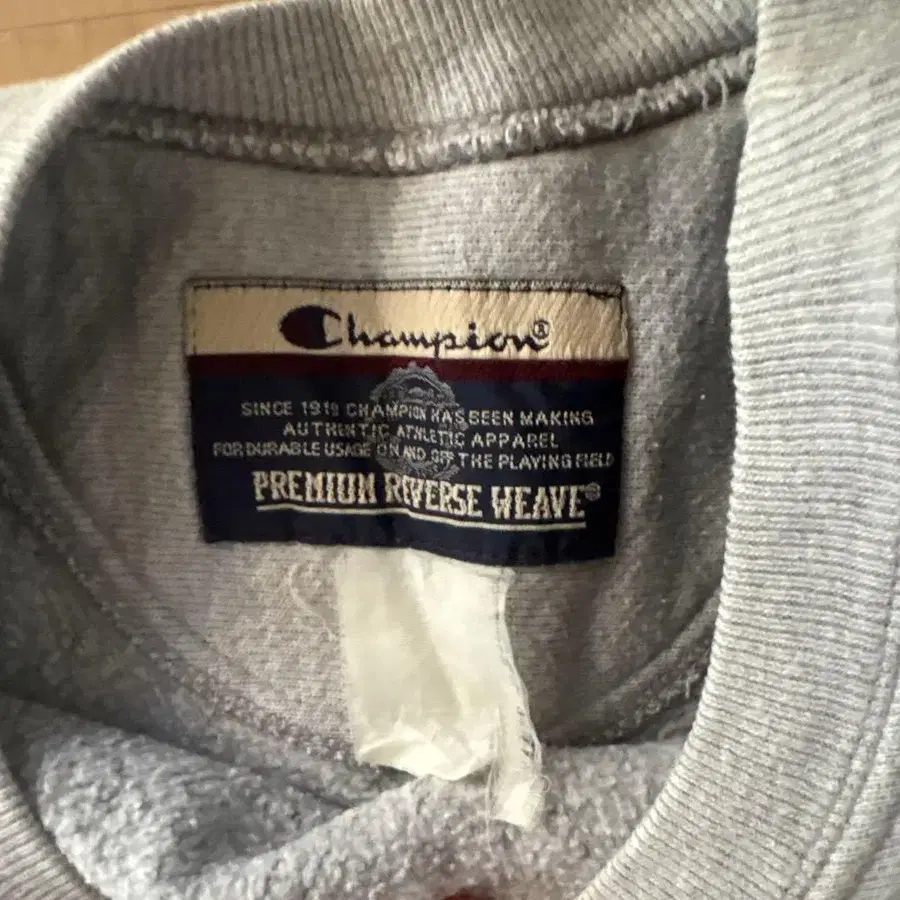 Champion®
SINCE 1919 CHAMPION HAS BEEN MAKING
AUTHENTIC ATHLETIC APPAREL
FOR DURABLE USAGE ON AND OFF THE PLAYING FIELD
PREMIUM REVERSE WEAVE®